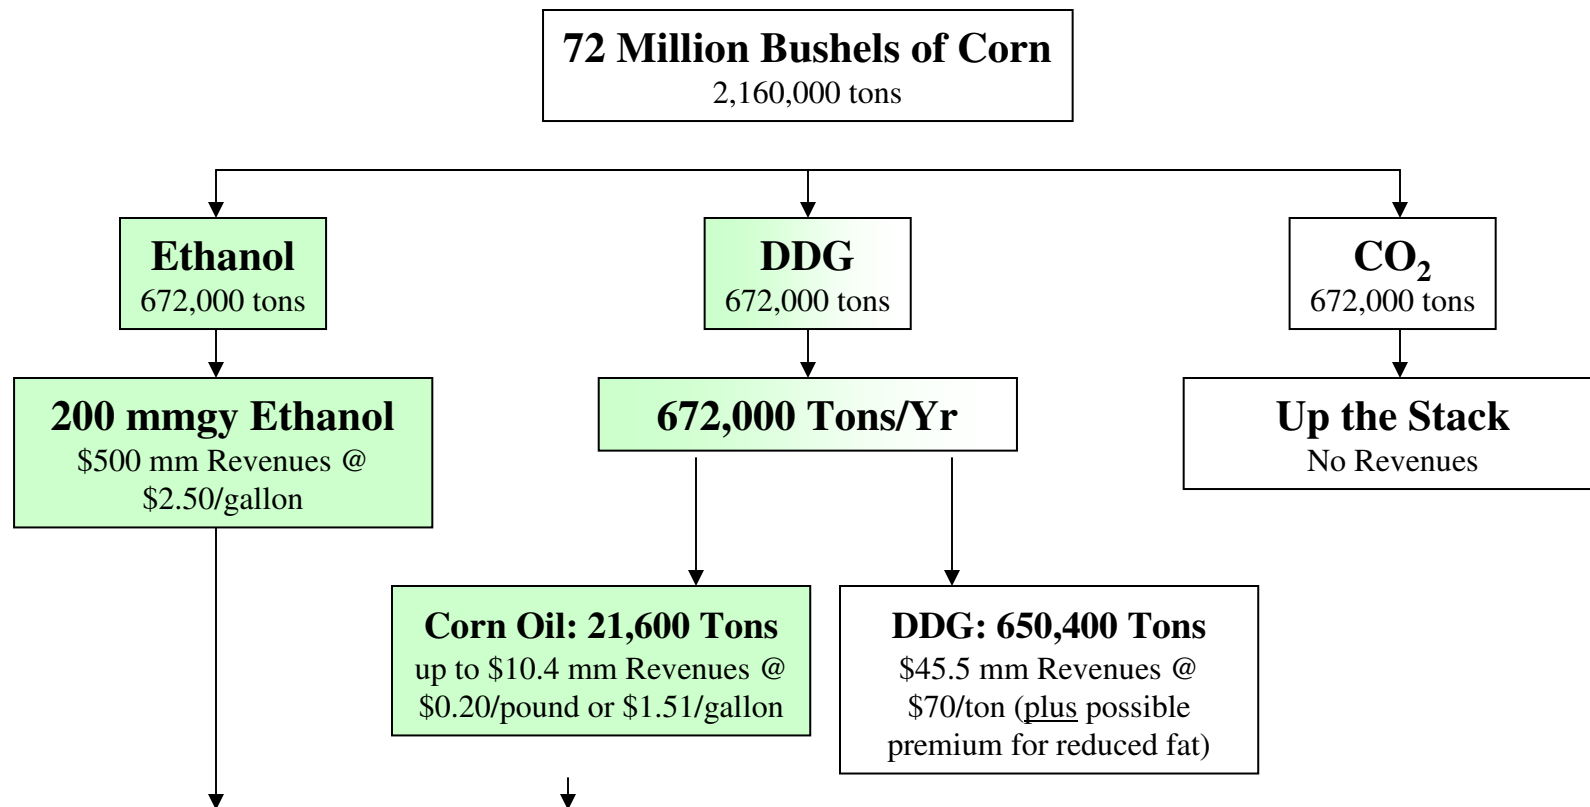 72 Million Bushels of Corn
2,160,000 tons
Ethanol
672,000 tons
DDG
672,000 tons
CO₂
672,000 tons
200 mmgy Ethanol
$500 mm Revenues @
$2.50/gallon
672,000 Tons/Yr
Up the Stack
No Revenues
Corn Oil: 21,600 Tons
up to $10.4 mm Revenues @
$0.20/pound or $1.51/gallon
DDG: 650,400 Tons
$45.5 mm Revenues @
$70/ton (plus possible
premium for reduced fat)